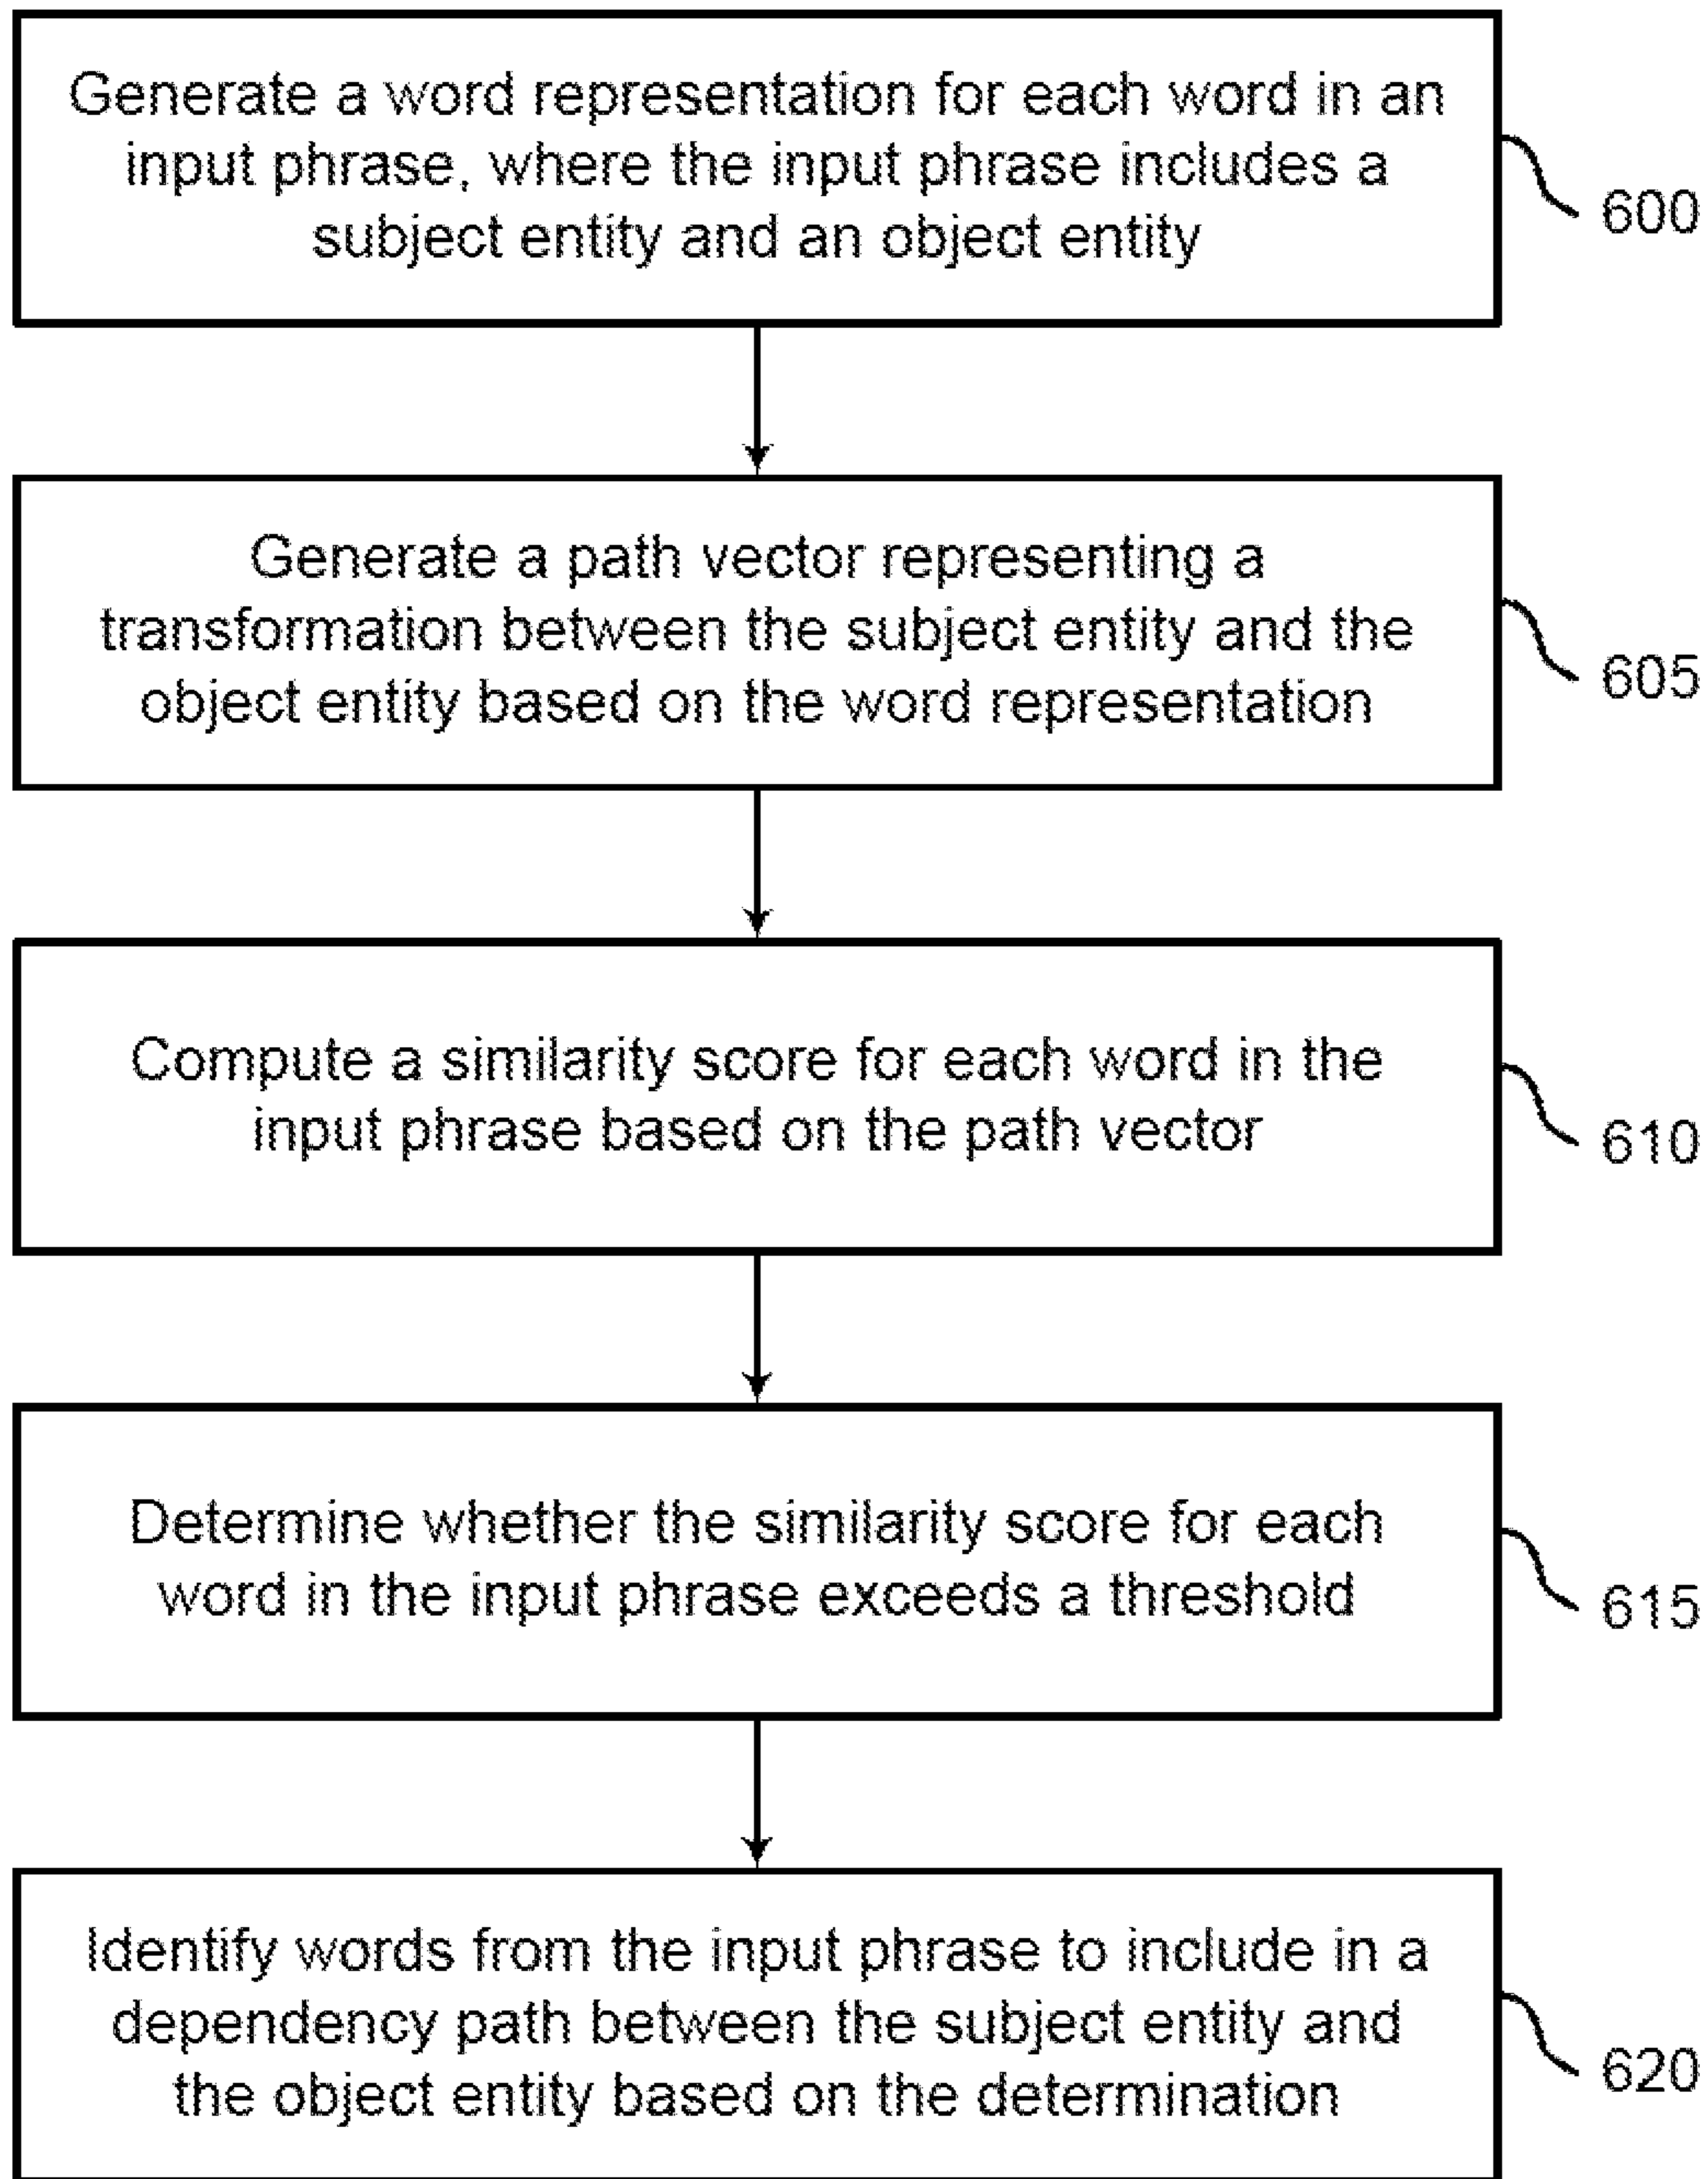 Generate a word representation for each word in an
input phrase, where the input phrase includes a
subject entity and an object entity
600
Generate a path vector representing a
transformation between the subject entity and the
object entity based on the word representation
605
Compute a similarity score for each word in the
input phrase based on the path vector
610
Determine whether the similarity score for each
word in the input phrase exceeds a threshold
615
Identify words from the input phrase to include in a
dependency path between the subject entity and
the object entity based on the determination
620